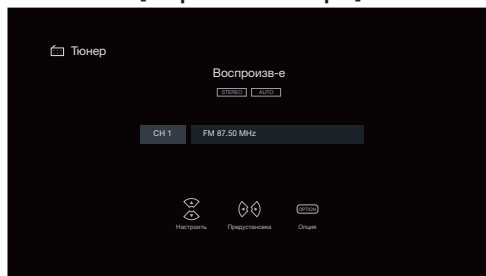 Тюнер
Воспроизв-е
STEREO AUTO
CH 1 FM 87.50 MHz
OPTION
Настроить Предустановка Опция